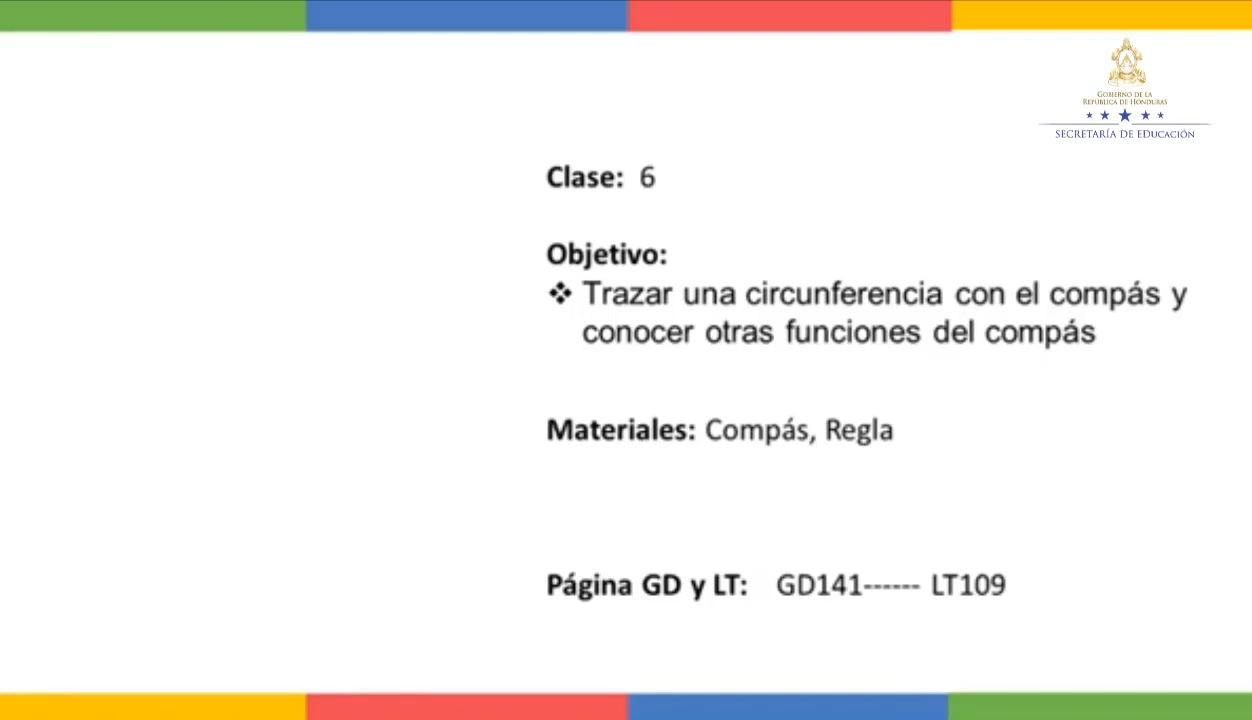 GOBIERNO DE LA
REPÚBLICA DE HONDURAS
SECRETARÍA DE EDUCACIÓN
Clase: 6
Objetivo:
❖ Trazar una circunferencia con el compás y
conocer otras funciones del compás
Materiales: Compás, Regla
Página GD y LT: GD141------ LT109